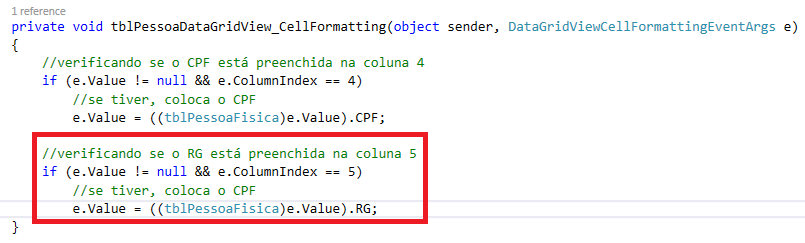 1 reference
private void tblPessoaDataGridView_CellFormatting(object sender, DataGridViewCellFormattingEventArgs e)
{
//verificando se o CPF está preenchida na coluna 4
if (e.Value != null && e.ColumnIndex == 4)
//se tiver, coloca o CPF
e.Value = ((tblPessoaFisica)e.Value).CPF;
//verificando se o RG está preenchida na coluna 5
if (e.Value != null && e.ColumnIndex == 5)
//se tiver, coloca o CPF
e.Value = ((tblPessoaFisica)e.Value).RG;
}